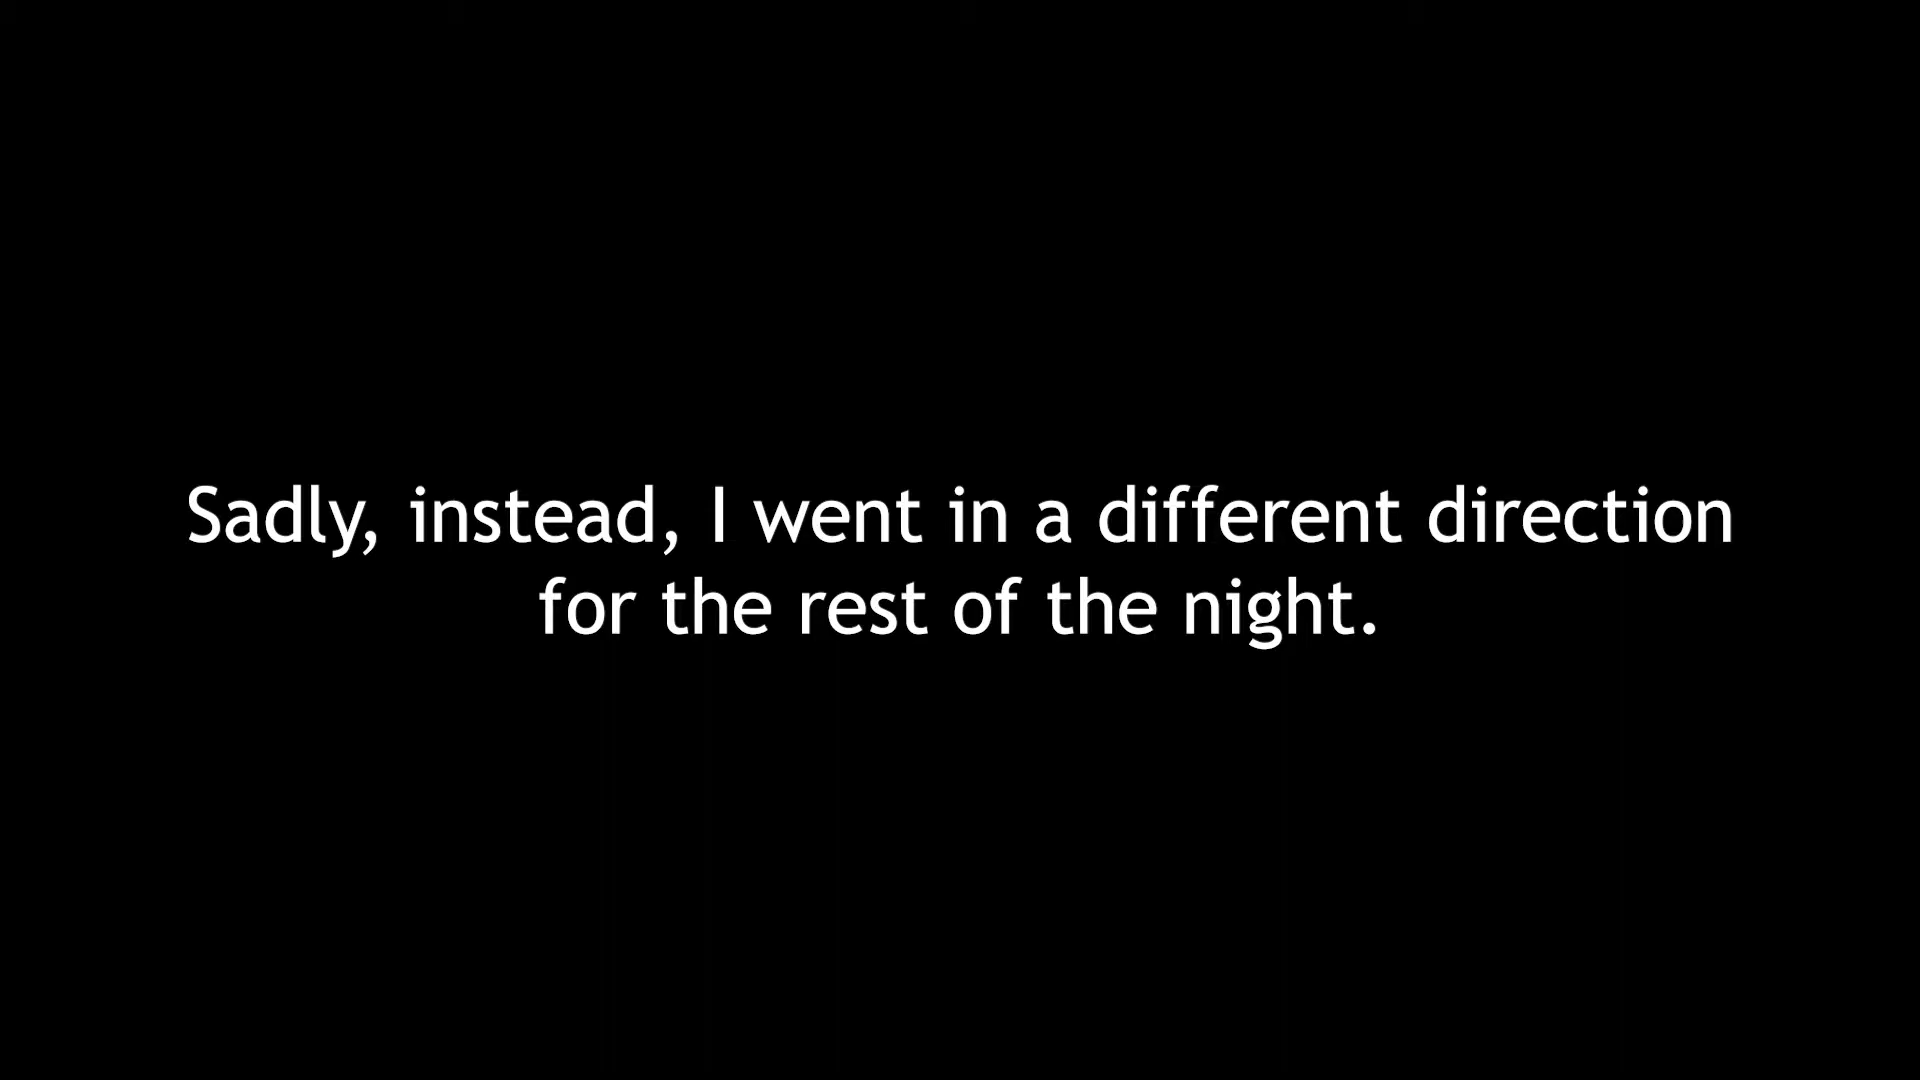 Sadly, instead, I went in a different direction
for the rest of the night.